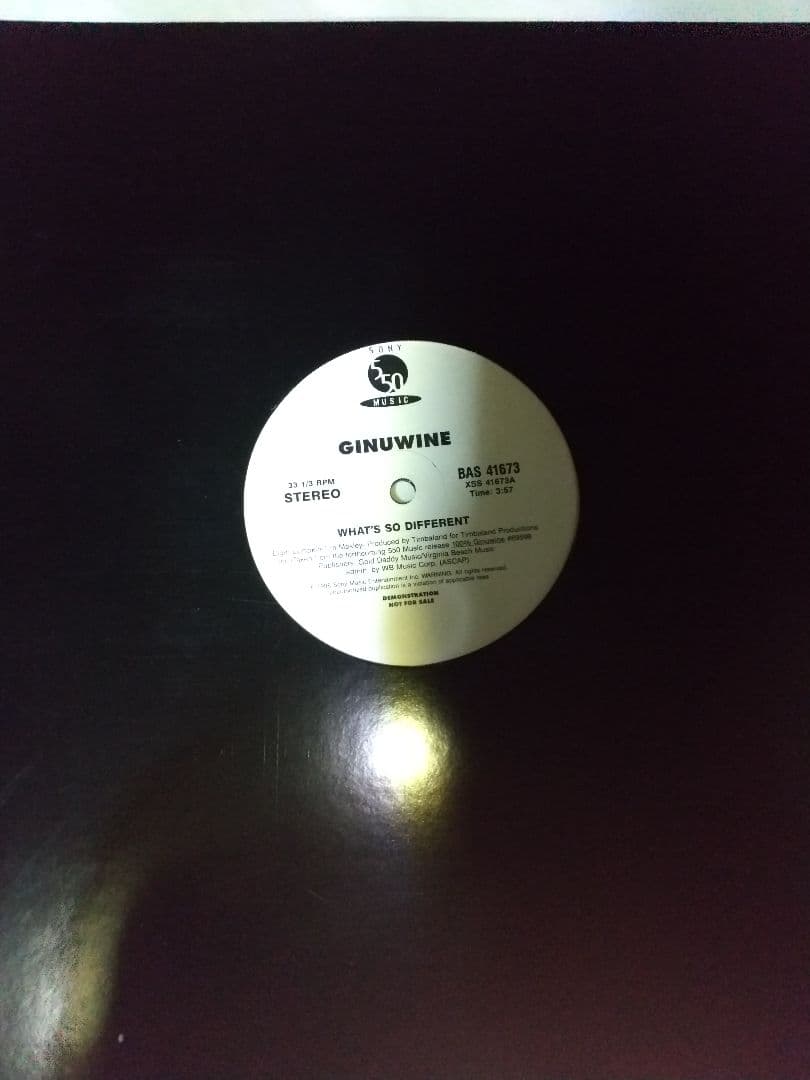 SONY
550
MUSIC
GINUWINE
33 1/3 RPM
STEREO
BAS 41673
XSS 41673A
Time: 3:57
WHAT'S SO DIFFERENT
Mosley. Produced by Timbaland for Timbaland Productions
the forthcoming 550 Music release 100% Ginuwine #69598
Publishers: Gold Daddy Music/Virginia Beach Music
admin. by WB Music Corp. (ASCAP)
Sony Music Entertainment Inc. WARNING: All rights reserved.
duplication is a violation of applicable laws
DEMONSTRATION
NOT FOR SALE